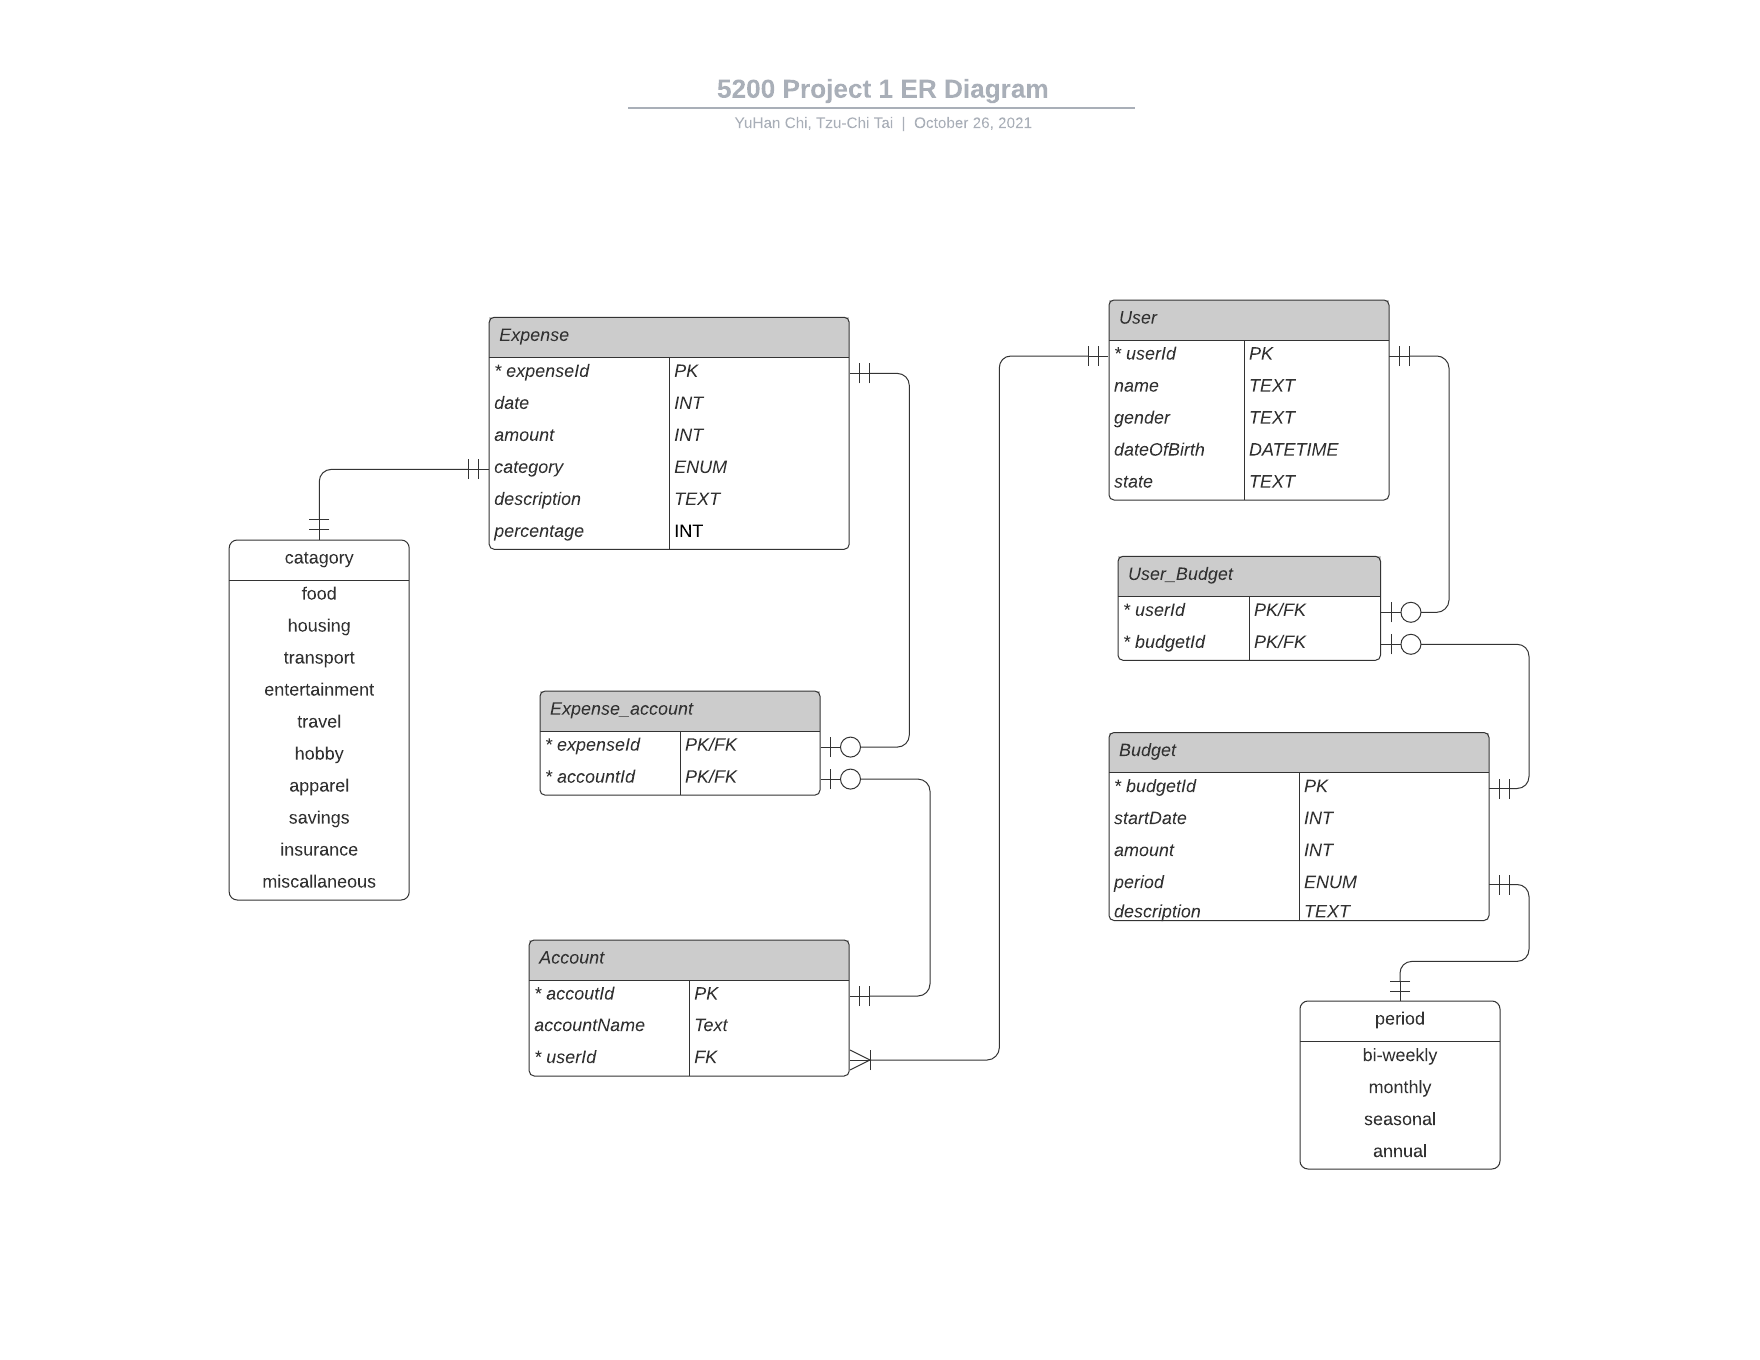 5200 Project 1 ER Diagram
YuHan Chi, Tzu-Chi Tai | October 26, 2021
Expense
* expenseId PK
date INT
amount INT
category ENUM
description TEXT
percentage INT
catagory
food
housing
transport
entertainment
travel
hobby
apparel
savings
insurance
miscallaneous
Expense_account
* expenseId PK/FK
* accountId PK/FK
Account
* accoutId PK
accountName Text
* userId FK
User
* userId PK
name TEXT
gender TEXT
dateOfBirth DATETIME
state TEXT
User_Budget
* userId PK/FK
* budgetId PK/FK
Budget
* budgetId PK
startDate INT
amount INT
period ENUM
description TEXT
period
bi-weekly
monthly
seasonal
annual